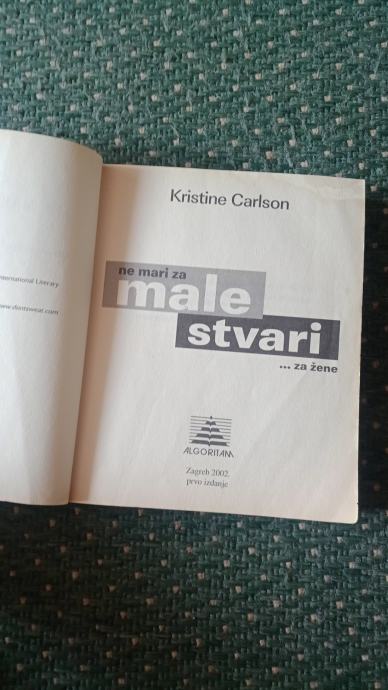 nternational Literary
www.dontsweat.com
Kristine Carlson
ne mari za
male
stvari
... za žene
ALGORITAM
Zagreb 2002.
prvo izdanje